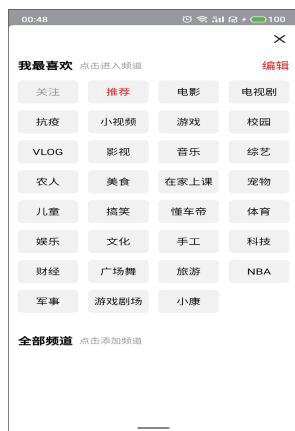 00:48 100
我最喜欢 点击进入频道 编辑
关注 推荐 电影 电视剧
抗疫 小视频 游戏 校园
VLOG 影视 音乐 综艺
农人 美食 在家上课 宠物
儿童 搞笑 懂车帝 体育
娱乐 文化 手工 科技
财经 广场舞 旅游 NBA
军事 游戏剧场 小康
全部频道 点击添加频道